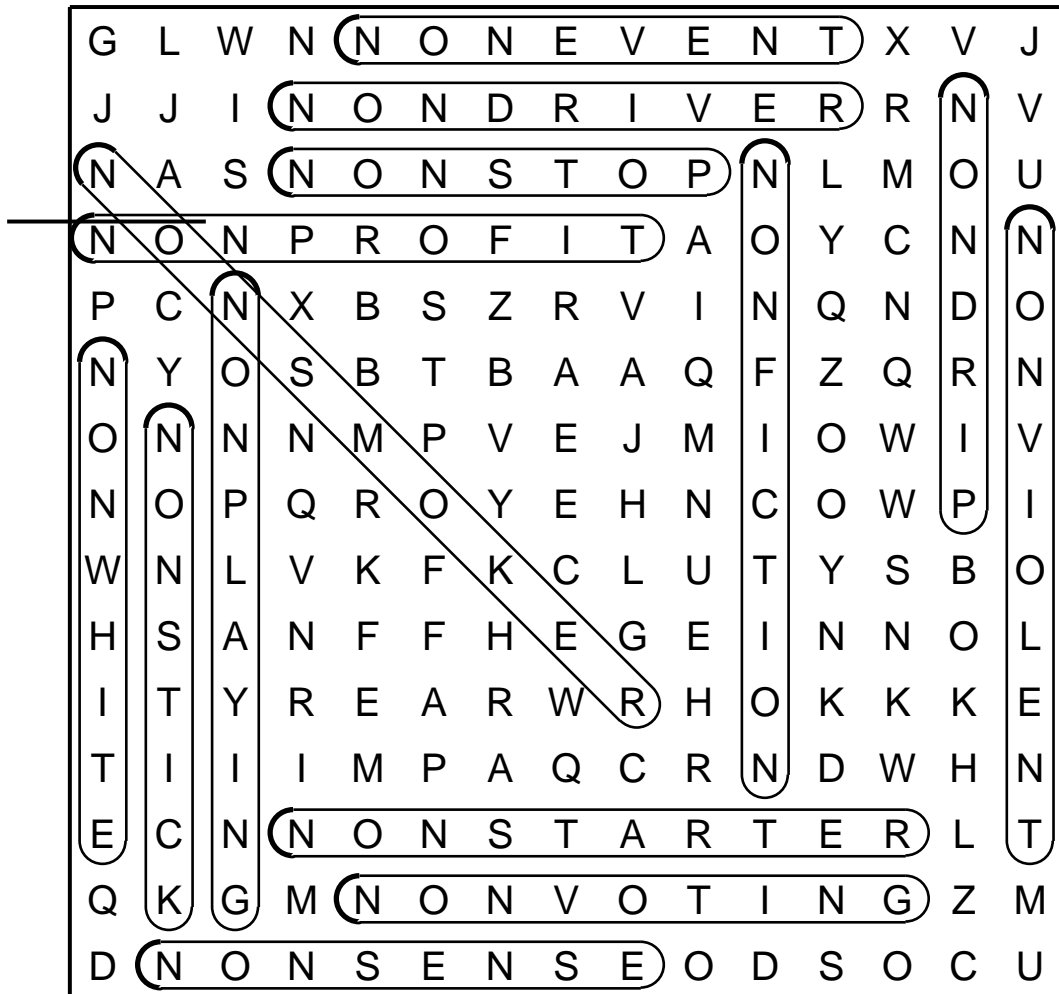 G L W N N O N E V E N T X V J
J J I N O N D R I V E R R N V
N A S N O N S T O P N L M O U
N O N P R O F I T A O Y C N N
P C N X B S Z R V I N Q N D O
N Y O S B T B A A Q F Z Q R N
O N N N M P V E J M I O W I V
N O P Q R O Y E H N C O W P I
W N L V K F K C L U T Y S B O
H S A N F F H E G E I N N O L
I T Y R E A R W R H O K K K E
T I I I M P A Q C R N D W H N
E C N N O N S T A R T E R L T
Q K G M N O N V O T I N G Z M
D N O N S E N S E O D S O C U